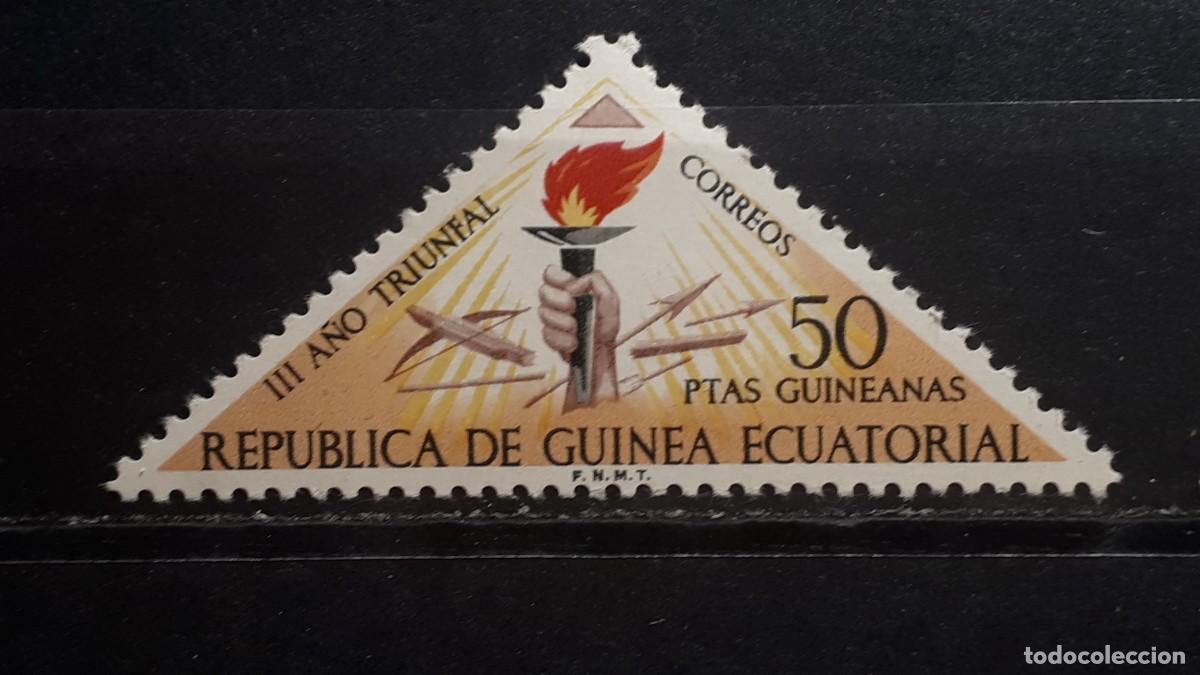 III AÑO TRIUNFAL
CORREOS
50
PTAS GUINEANAS
REPUBLICA DE GUINEA ECUATORIAL
F.N.M.T.
todocoleccion